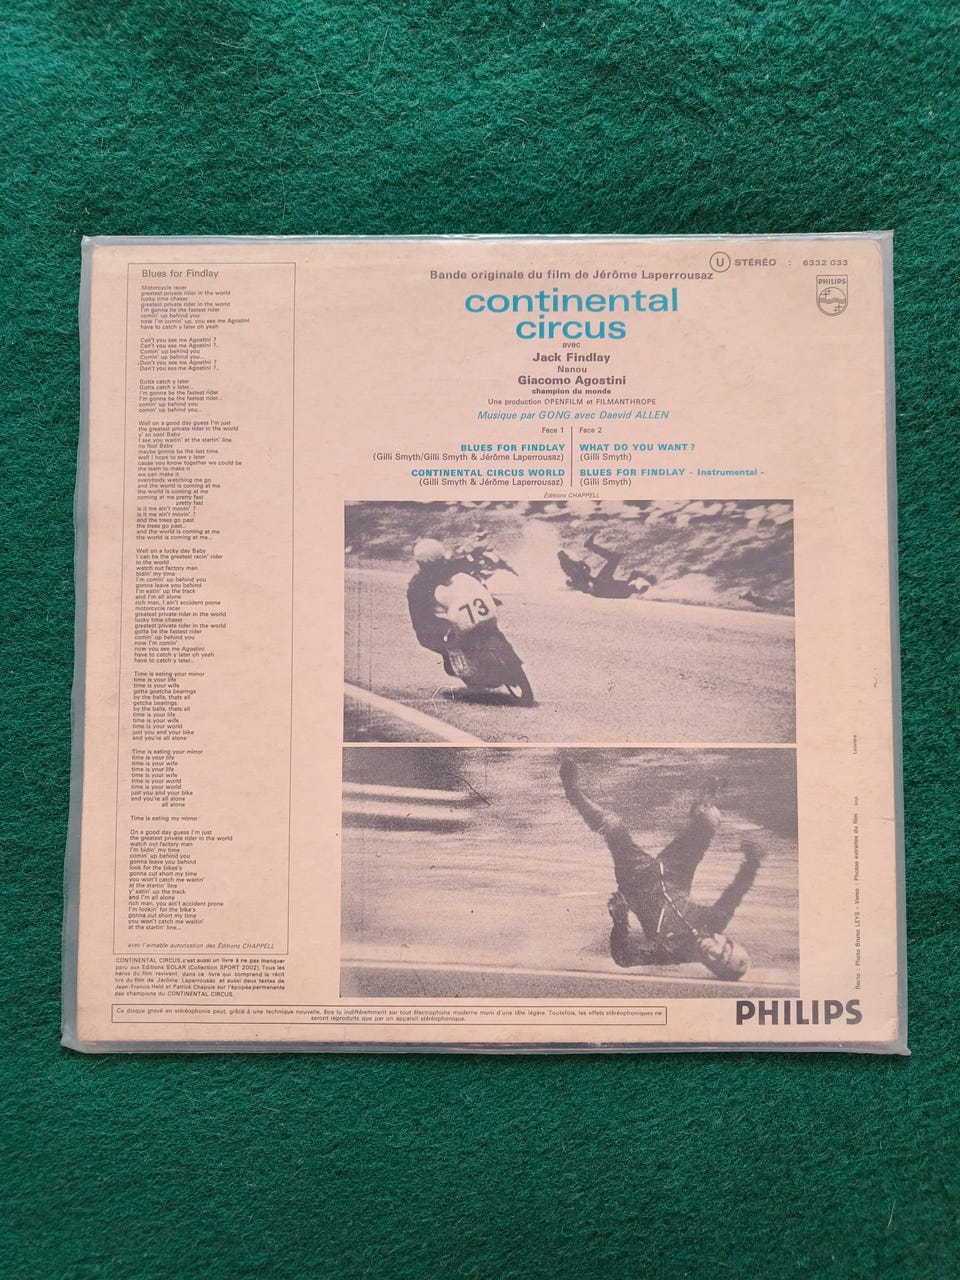 Blues for Findlay
Motorcycle racer
greatest private rider in the world
lucky time chaser
greatest private rider in the world
I'm gonna be the fastest rider
comin' up behind you
now I'm comin' up, you see me Agostini
have to catch y later oh yeah
Can't you see me Agostini ?
Can't you see me Agostini ?..
Comin' up behind you
Comin' up behind you...
Don't you see me Agostini ?
Don't you see me Agostini ?..
Gotta catch y later
Gotta catch y later...
I'm gonna be the fastest rider
I'm gonna be the fastest rider...
comin' up behind you
comin' up behind you...
Well on a good day guess I'm just
the greatest private rider in the world
y' so cool Baby
I see you waitin' at the startin' line
no fool Baby
maybe gonna be the last time
well I hope to see y later
cause you know together we could be
the team to make it
we can make it
everybody watching me go
and the world is coming at me
the world is coming at me
coming at me pretty fast
pretty fast
is it me ain't movin' ?
is it me ain't movin' ?
and the trees go past
the trees go past...
and the world is coming at me
the world is coming at me...
Well on a lucky day Baby
I can be the greatest racin' rider
in the world
watch out factory man
bidin' my time
I'm comin' up behind you
gonna leave you behind
I'm eatin' up the track
and I'm all alone
rich man, I ain't accident prone
motorcycle racer
greatest private rider in the world
lucky time chaser
greatest private rider in the world
gotta be the fastest rider
comin' up behind you
now I'm comin'
now you see me Agostini
have to catch y later oh yeah
have to catch y later...
Time is eating your mirror
time is your life
time is your wife
gotta geatcha bearings
by the balls, thats all
getcha bearings
by the balls, thats all
time is your life
time is your wife
time is your world
just you and your bike
and you're all alone
Time is eating your mirror
time is your life
time is your wife
time is your life
time is your wife
time is your world
time is your world
just you and your bike
and you're all alone
all alone
Time is eating my mirror
On a good day guess I'm just
the greatest private rider in the world
watch out factory man
I'm bidin' my time
comin' up behind you
gonna leave you behind
look for the bikes's
gonna cut short my time
you won't catch me waitin'
at the startin' line
y' eatin' up the track
and I'm all alone
rich man, you ain't accident prone
I'm lookin' for the bike's
gonna cut short my time
you won't catch me waitin'
at the startin' line...
avec l'aimable autorisation des Éditions CHAPPELL
CONTINENTAL CIRCUS,c'est aussi un livre à ne pas manquer
paru aux Editions SOLAR (Collection SPORT 2002). Tous les
héros du film revivent dans ce livre qui comprend le récit
tiré du film de Jérôme Laperrousaz et aussi deux textes de
Jean-Francis Held et Patrick Chapuis sur l'épopée permanente
des champions du CONTINENTAL CIRCUS.
U STÉRÉO : 6332 033
PHILIPS
Bande originale du film de Jérôme Laperrousaz
continental
circus
avec
Jack Findlay
Nanou
Giacomo Agostini
champion du monde
Une production OPENFILM et FILMANTHROPE
Musique par GONG avec Daevid ALLEN
Face 1
BLUES FOR FINDLAY
(Gilli Smyth/Gilli Smyth & Jérôme Laperrousaz)
CONTINENTAL CIRCUS WORLD
(Gilli Smyth & Jérôme Laperrousaz)
Face 2
WHAT DO YOU WANT ?
(Gilli Smyth)
BLUES FOR FINDLAY - Instrumental -
(Gilli Smyth)
Éditions CHAPPELL
73
Recto : Photo Bruno LEYS - Verso : Photos extraites du film
Ce disque gravé en stéréophonie peut, grâce à une technique nouvelle, être lu indifféremment sur tout électrophone moderne muni d'une tête légère. Toutefois, les effets stéréophoniques ne
seront reproduits que par un appareil stéréophonique.
PHILIPS